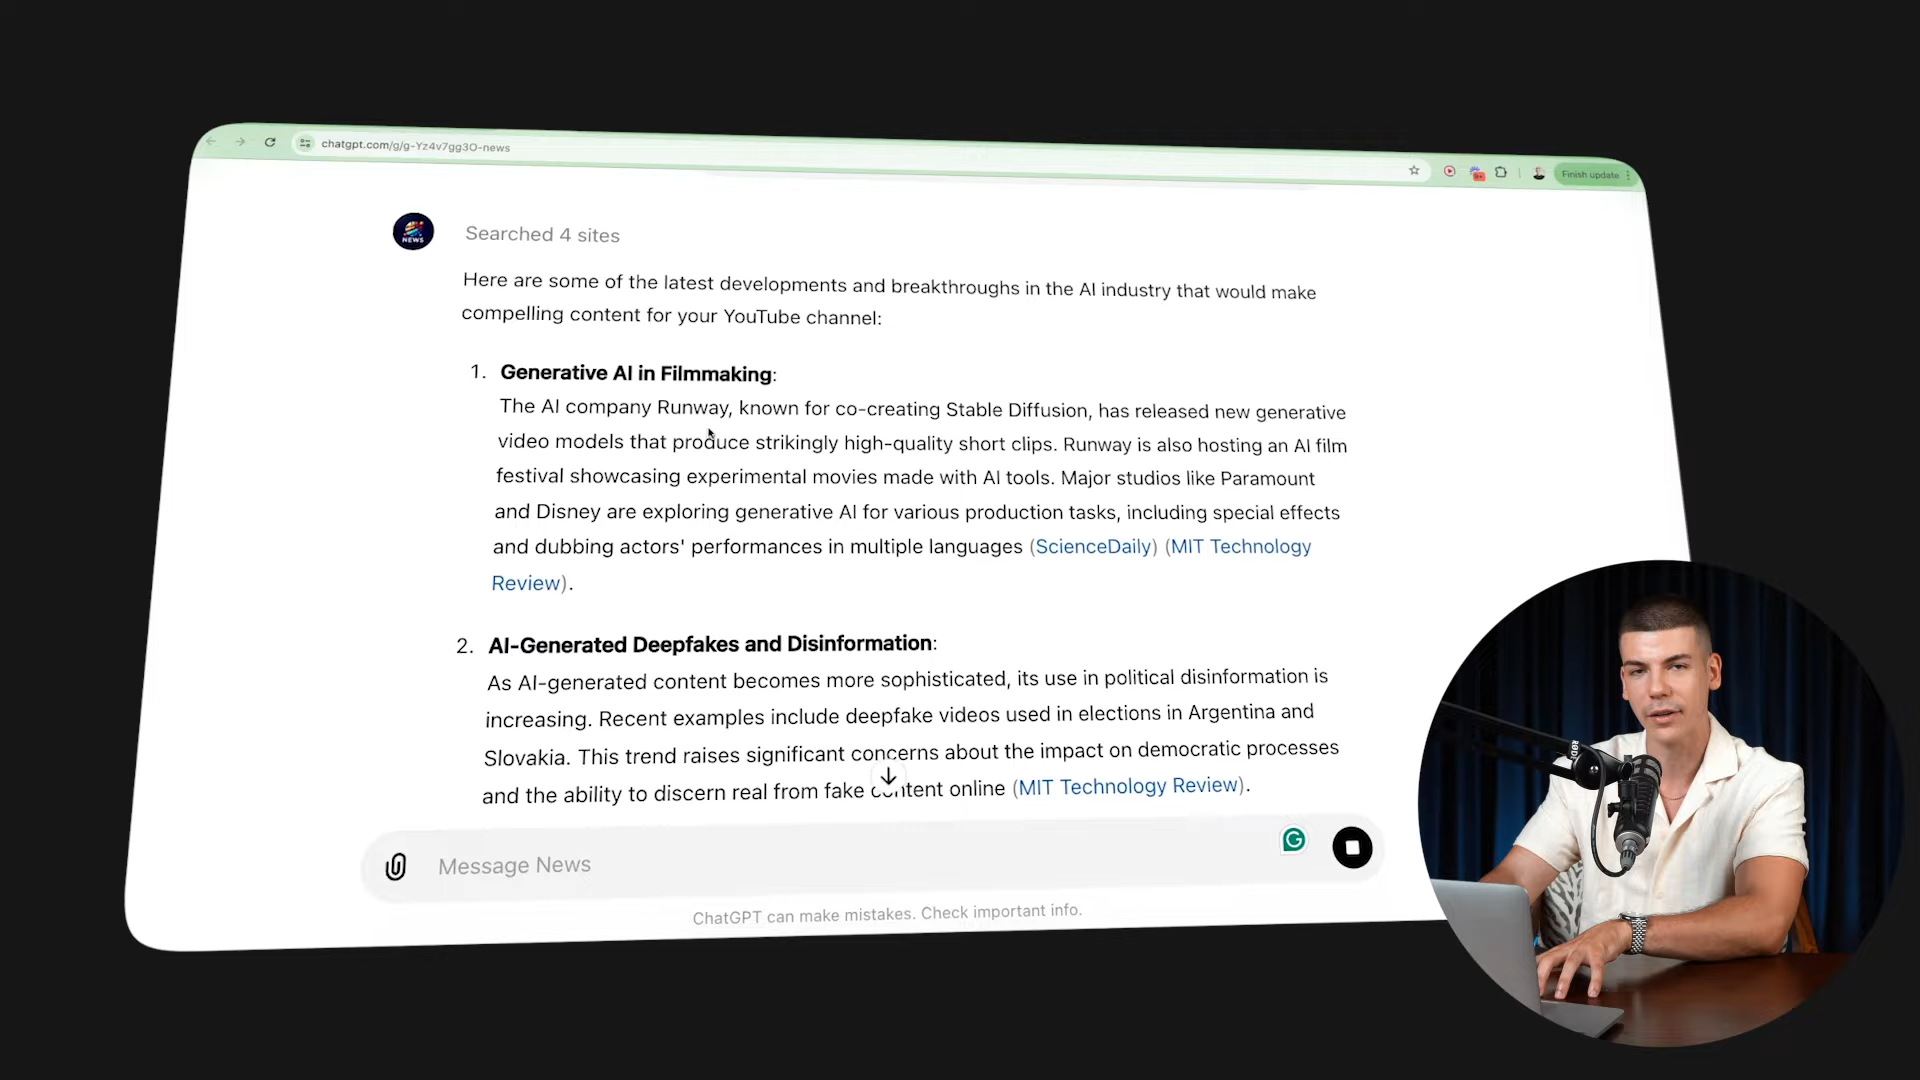 chatgpt.com/g/g-Yz4v7gg3O-news
Finish update
NEWS
Searched 4 sites
Here are some of the latest developments and breakthroughs in the AI industry that would make
compelling content for your YouTube channel:
1. Generative AI in Filmmaking:
The AI company Runway, known for co-creating Stable Diffusion, has released new generative
video models that produce strikingly high-quality short clips. Runway is also hosting an AI film
festival showcasing experimental movies made with AI tools. Major studios like Paramount
and Disney are exploring generative AI for various production tasks, including special effects
and dubbing actors' performances in multiple languages (ScienceDaily) (MIT Technology
Review).
2. AI-Generated Deepfakes and Disinformation:
As AI-generated content becomes more sophisticated, its use in political disinformation is
increasing. Recent examples include deepfake videos used in elections in Argentina and
Slovakia. This trend raises significant concerns about the impact on democratic processes
and the ability to discern real from fake content online (MIT Technology Review).
Message News
ChatGPT can make mistakes. Check important info.
RØDE